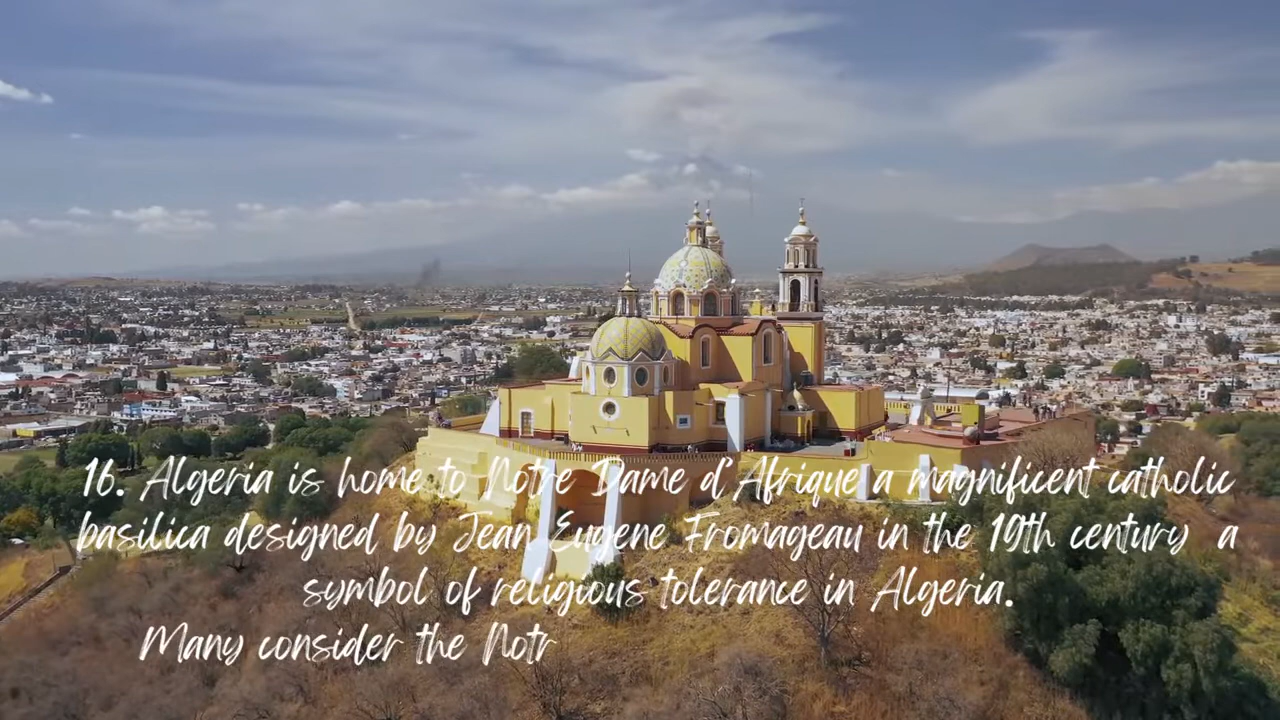 16. Algeria is home to Notre Dame d'Afrique a magnificent catholic
basilica designed by Jean Eugene Fromageau in the 19th century a
symbol of religious tolerance in Algeria.
Many consider the Notr